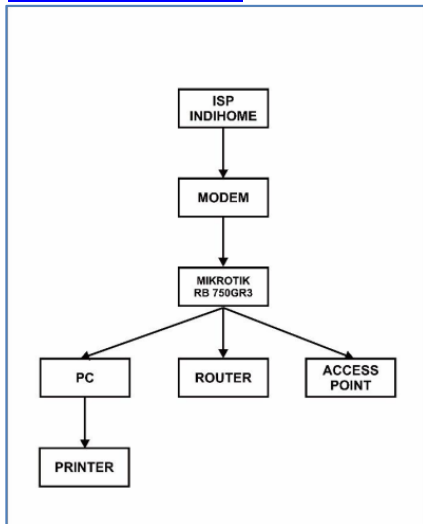 ISP
INDIHOME
MODEM
MIKROTIK
RB 750GR3
PC
ROUTER
ACCESS
POINT
PRINTER